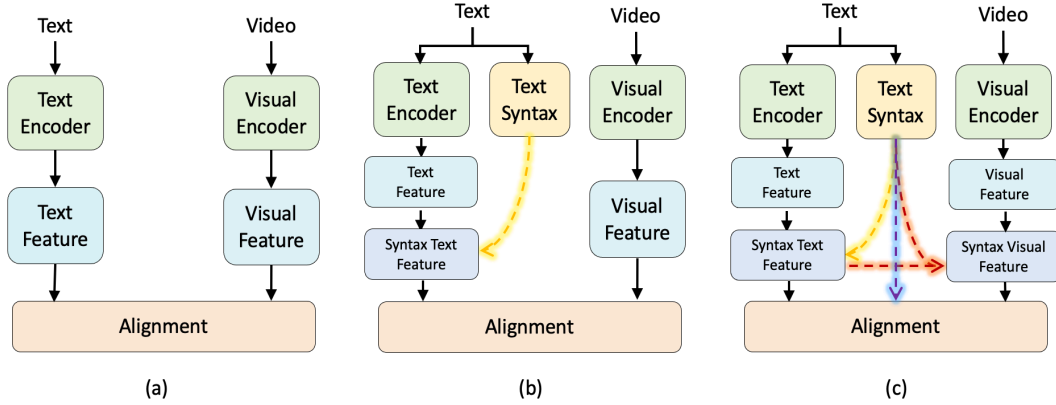 Text
Video
Text
Encoder
Visual
Encoder
Text
Feature
Visual
Feature
Alignment
(a)
Text
Video
Text
Encoder
Text
Syntax
Visual
Encoder
Text
Feature
Visual
Feature
Syntax Text
Feature
Alignment
(b)
Text
Video
Text
Encoder
Text
Syntax
Visual
Encoder
Text
Feature
Visual
Feature
Syntax Text
Feature
Syntax Visual
Feature
Alignment
(c)